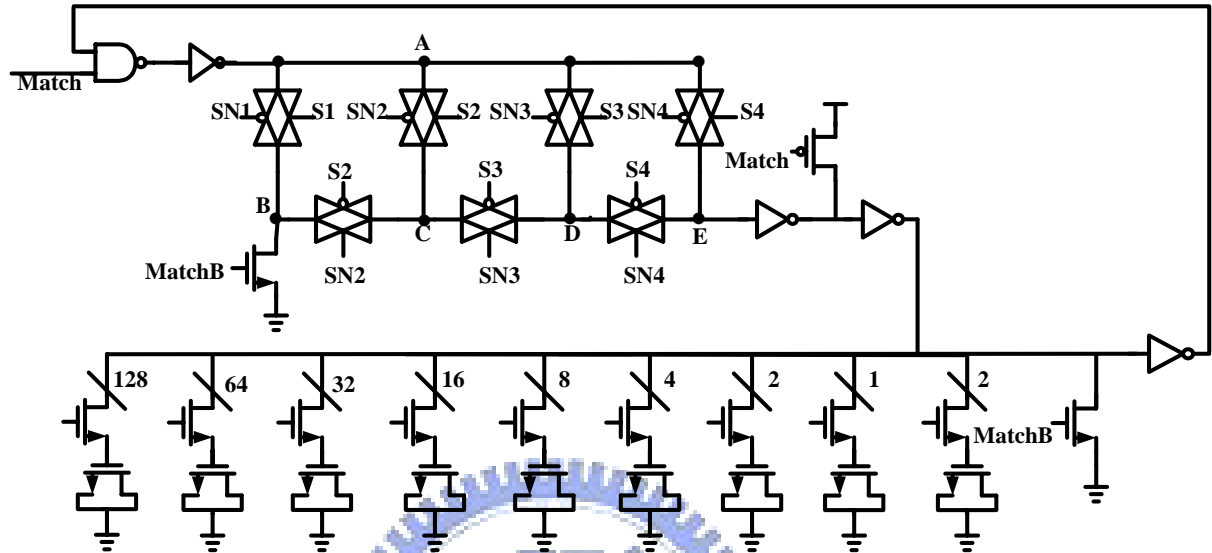 A
Match
SN1 S1 SN2 S2 SN3 S3 SN4 S4
Match
S2 S3 S4
B C D E
MatchB
SN2 SN3 SN4
128 64 32 16 8 4 2 1 2
MatchB